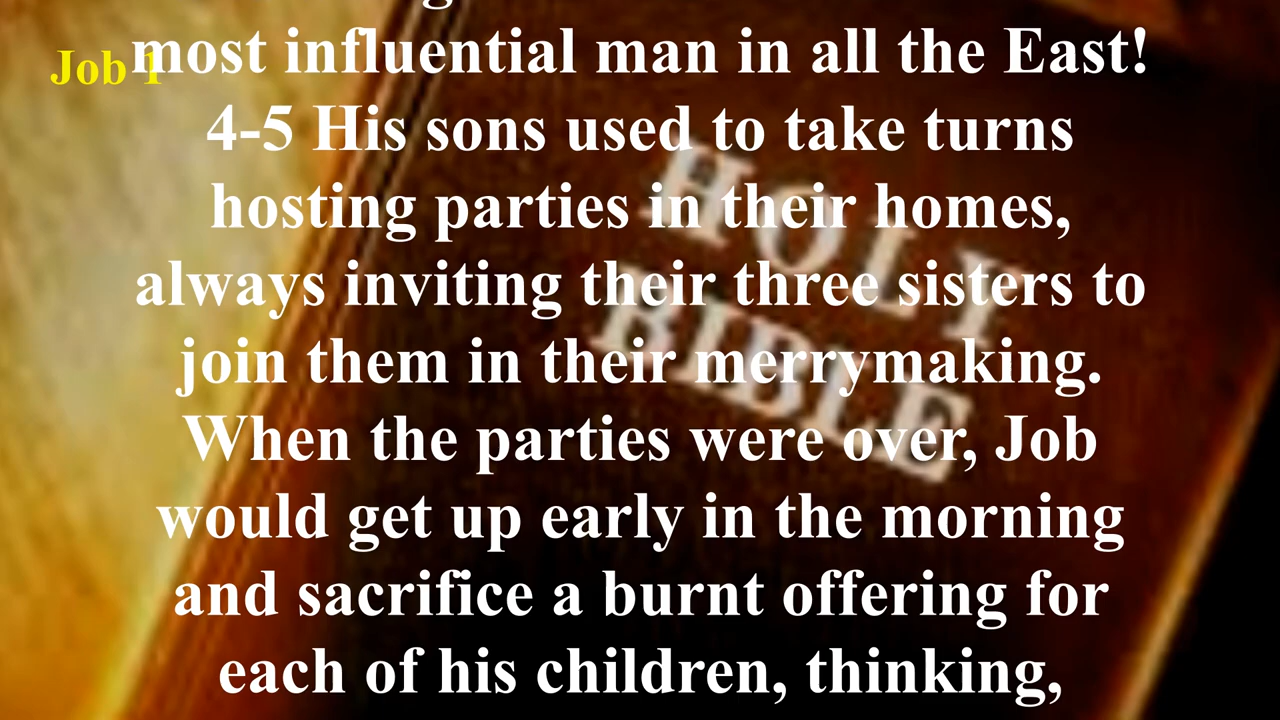 Job 1
most influential man in all the East!
4-5 His sons used to take turns
hosting parties in their homes,
always inviting their three sisters to
join them in their merrymaking.
When the parties were over, Job
would get up early in the morning
and sacrifice a burnt offering for
each of his children, thinking,
HOLY
BIBLE